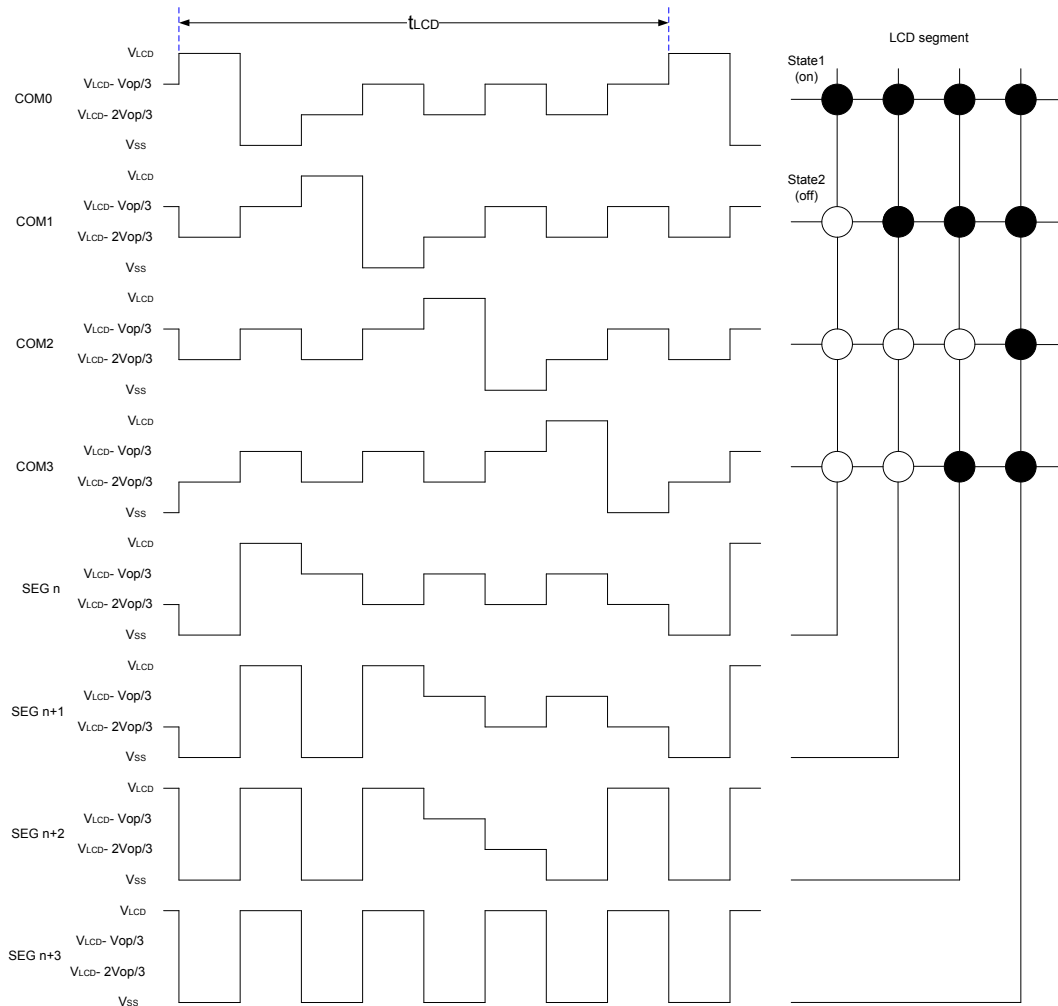 tLCD
LCD segment
State1
(on)
State2
(off)
COM0
VLCD
VLCD- Vop/3
VLCD- 2Vop/3
VSS
COM1
VLCD
VLCD- Vop/3
VLCD- 2Vop/3
VSS
COM2
VLCD
VLCD- Vop/3
VLCD- 2Vop/3
VSS
COM3
VLCD
VLCD- Vop/3
VLCD- 2Vop/3
VSS
SEG n
VLCD
VLCD- Vop/3
VLCD- 2Vop/3
VSS
SEG n+1
VLCD
VLCD- Vop/3
VLCD- 2Vop/3
VSS
SEG n+2
VLCD
VLCD- Vop/3
VLCD- 2Vop/3
VSS
SEG n+3
VLCD
VLCD- Vop/3
VLCD- 2Vop/3
VSS